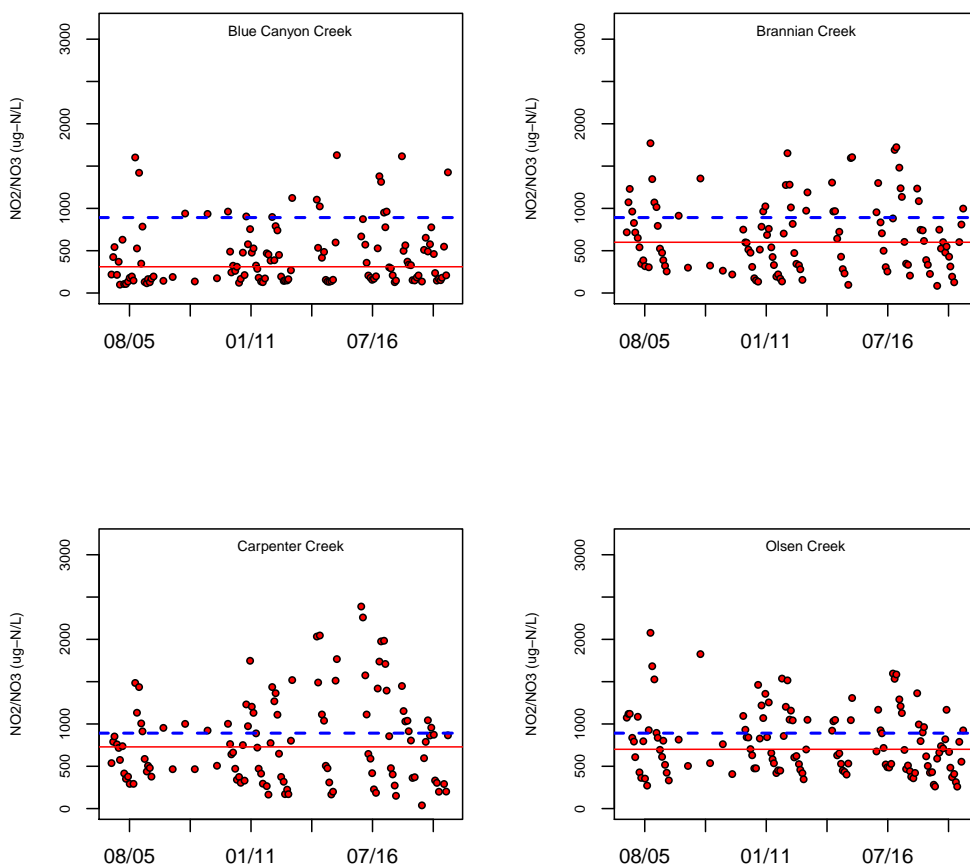 Blue Canyon Creek
NO2/NO3 (ug−N/L)
3000
2000
1000
500
0
08/05 01/11 07/16
Brannian Creek
NO2/NO3 (ug−N/L)
3000
2000
1000
500
0
08/05 01/11 07/16
Carpenter Creek
NO2/NO3 (ug−N/L)
3000
2000
1000
500
0
08/05 01/11 07/16
Olsen Creek
NO2/NO3 (ug−N/L)
3000
2000
1000
500
0
08/05 01/11 07/16